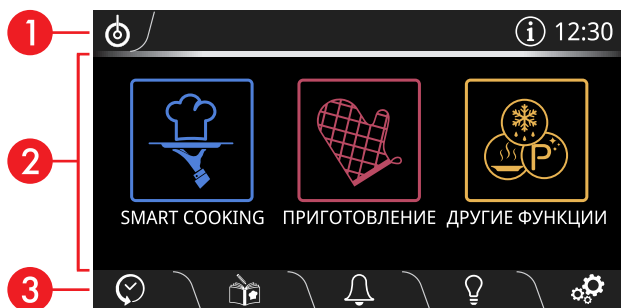 1
12:30
2
SMART COOKING
ПРИГОТОВЛЕНИЕ
ДРУГИЕ ФУНКЦИИ
P
3